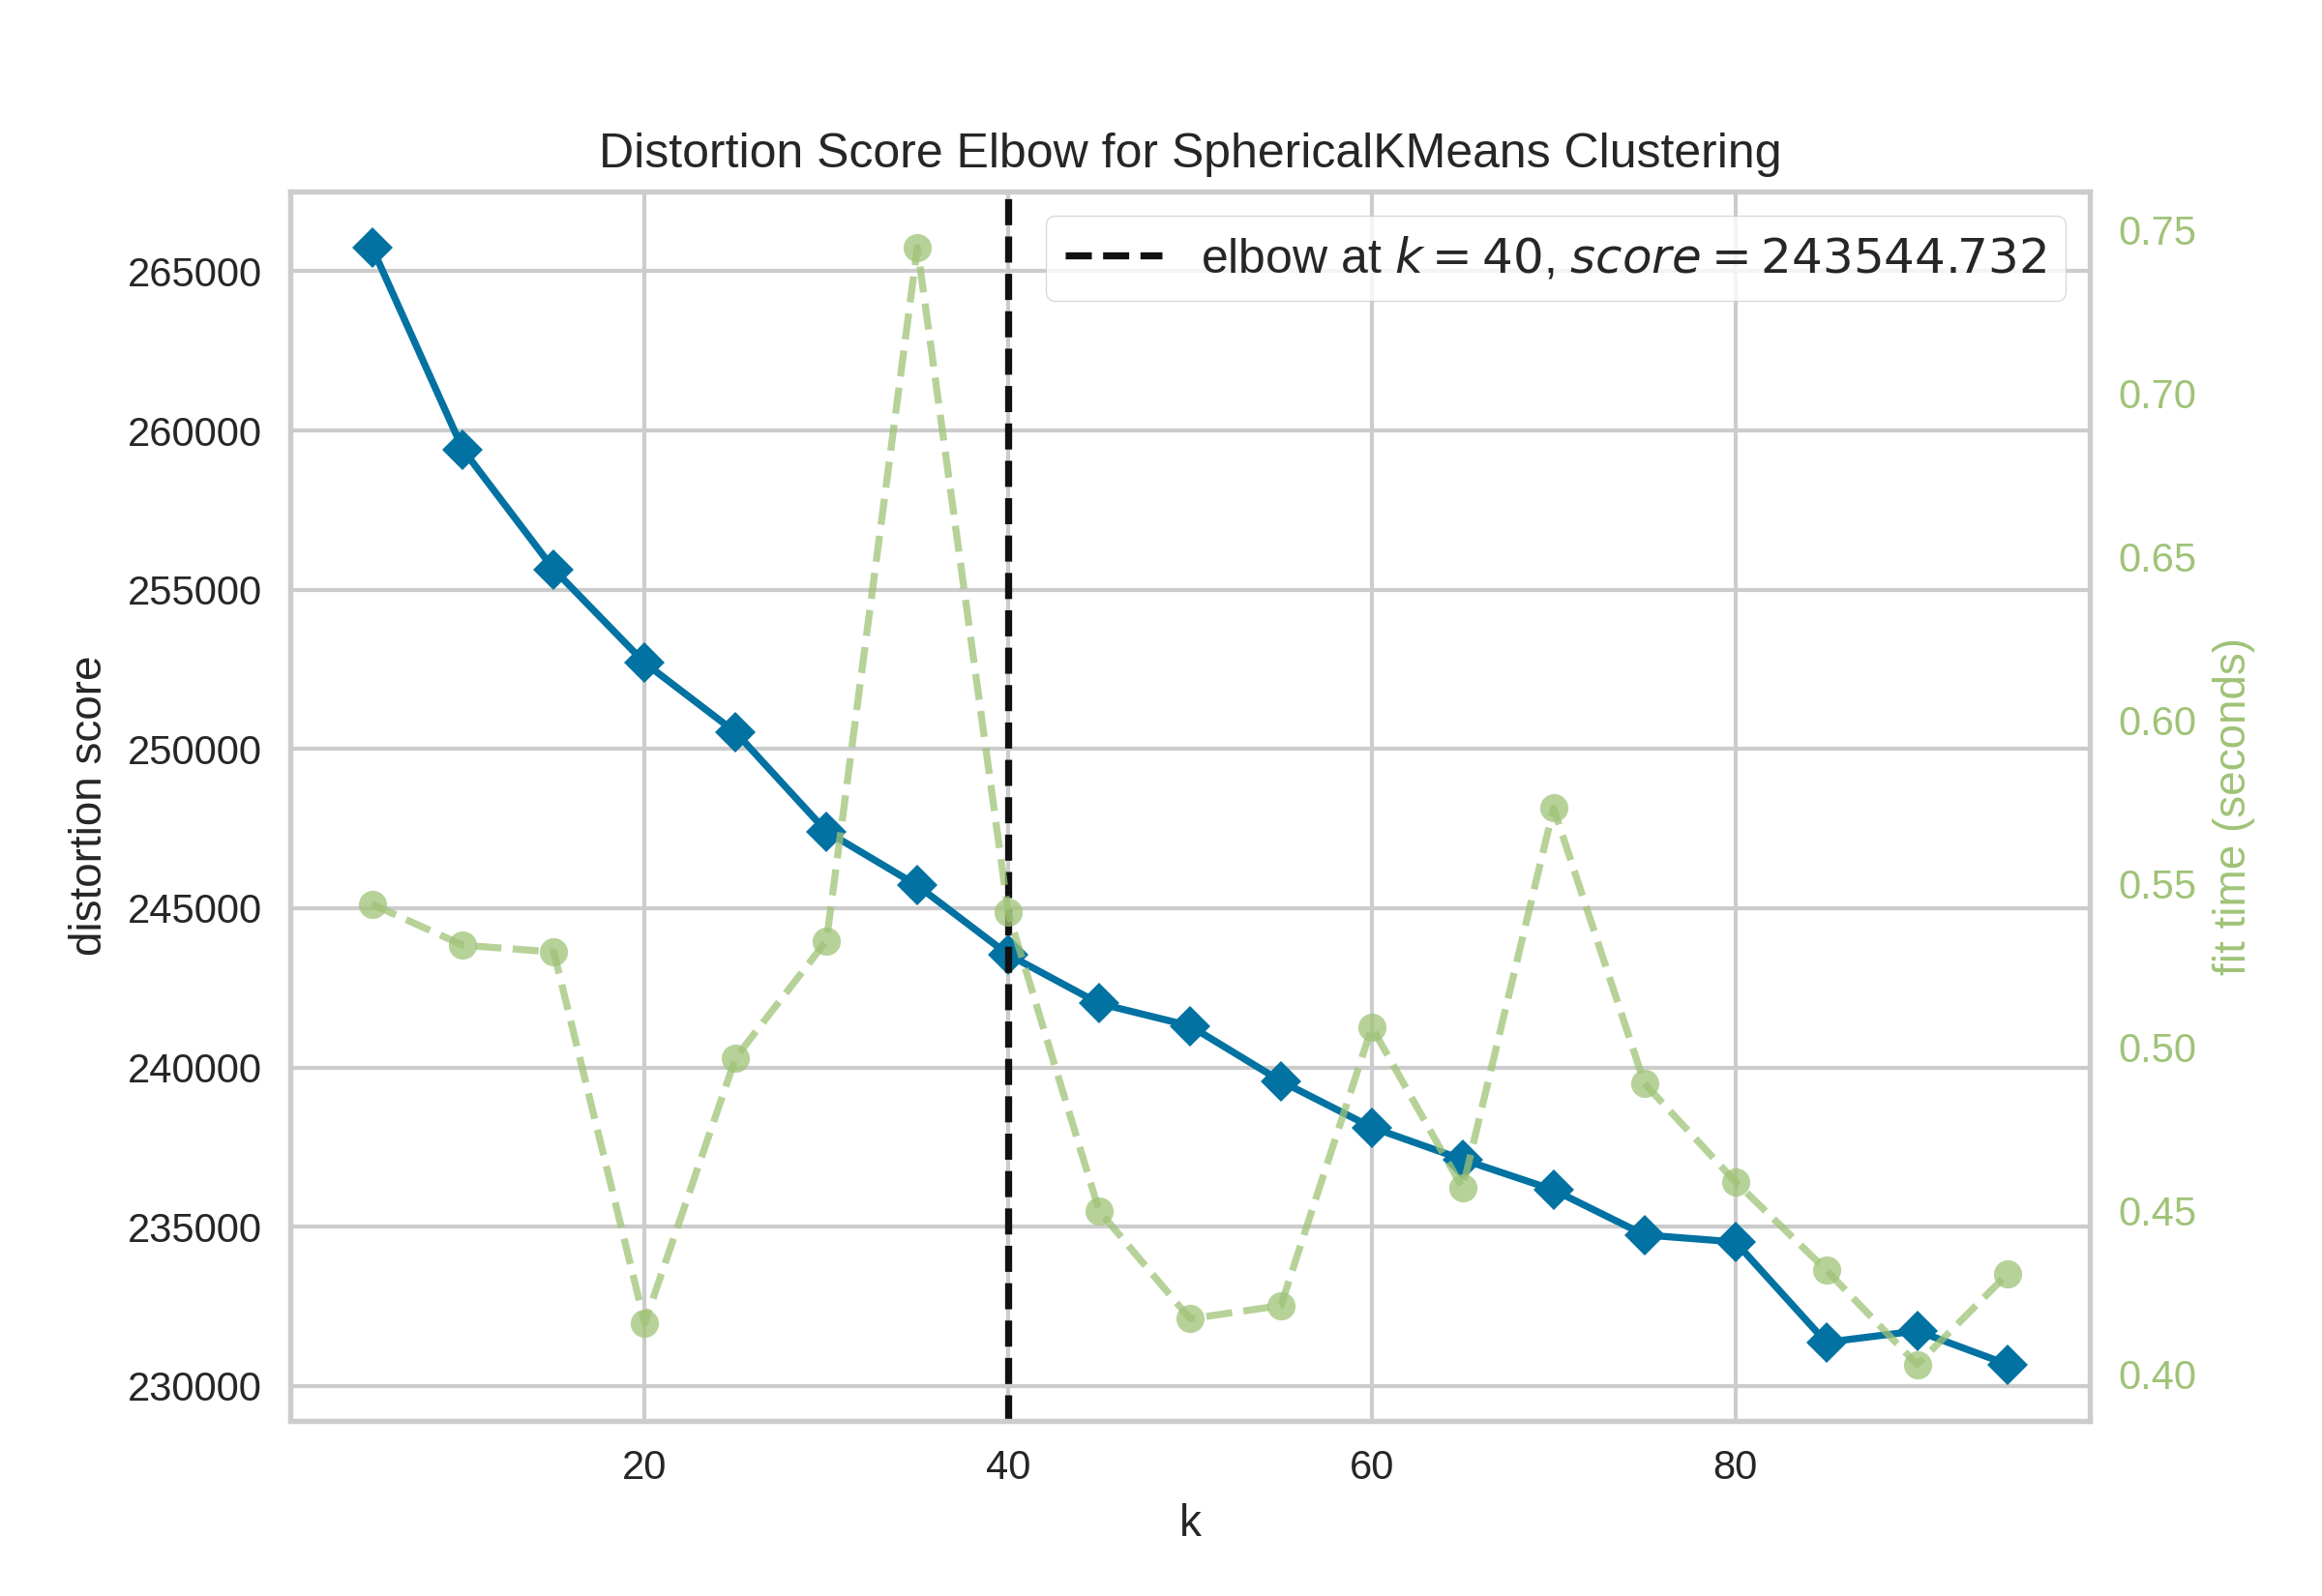 Distortion Score Elbow for SphericalKMeans Clustering
elbow at k = 40, score = 243544.732
distortion score
265000
260000
255000
250000
245000
240000
235000
230000
0.75
0.70
0.65
0.60
0.55
0.50
0.45
0.40
fit time (seconds)
20 40 60 80
k